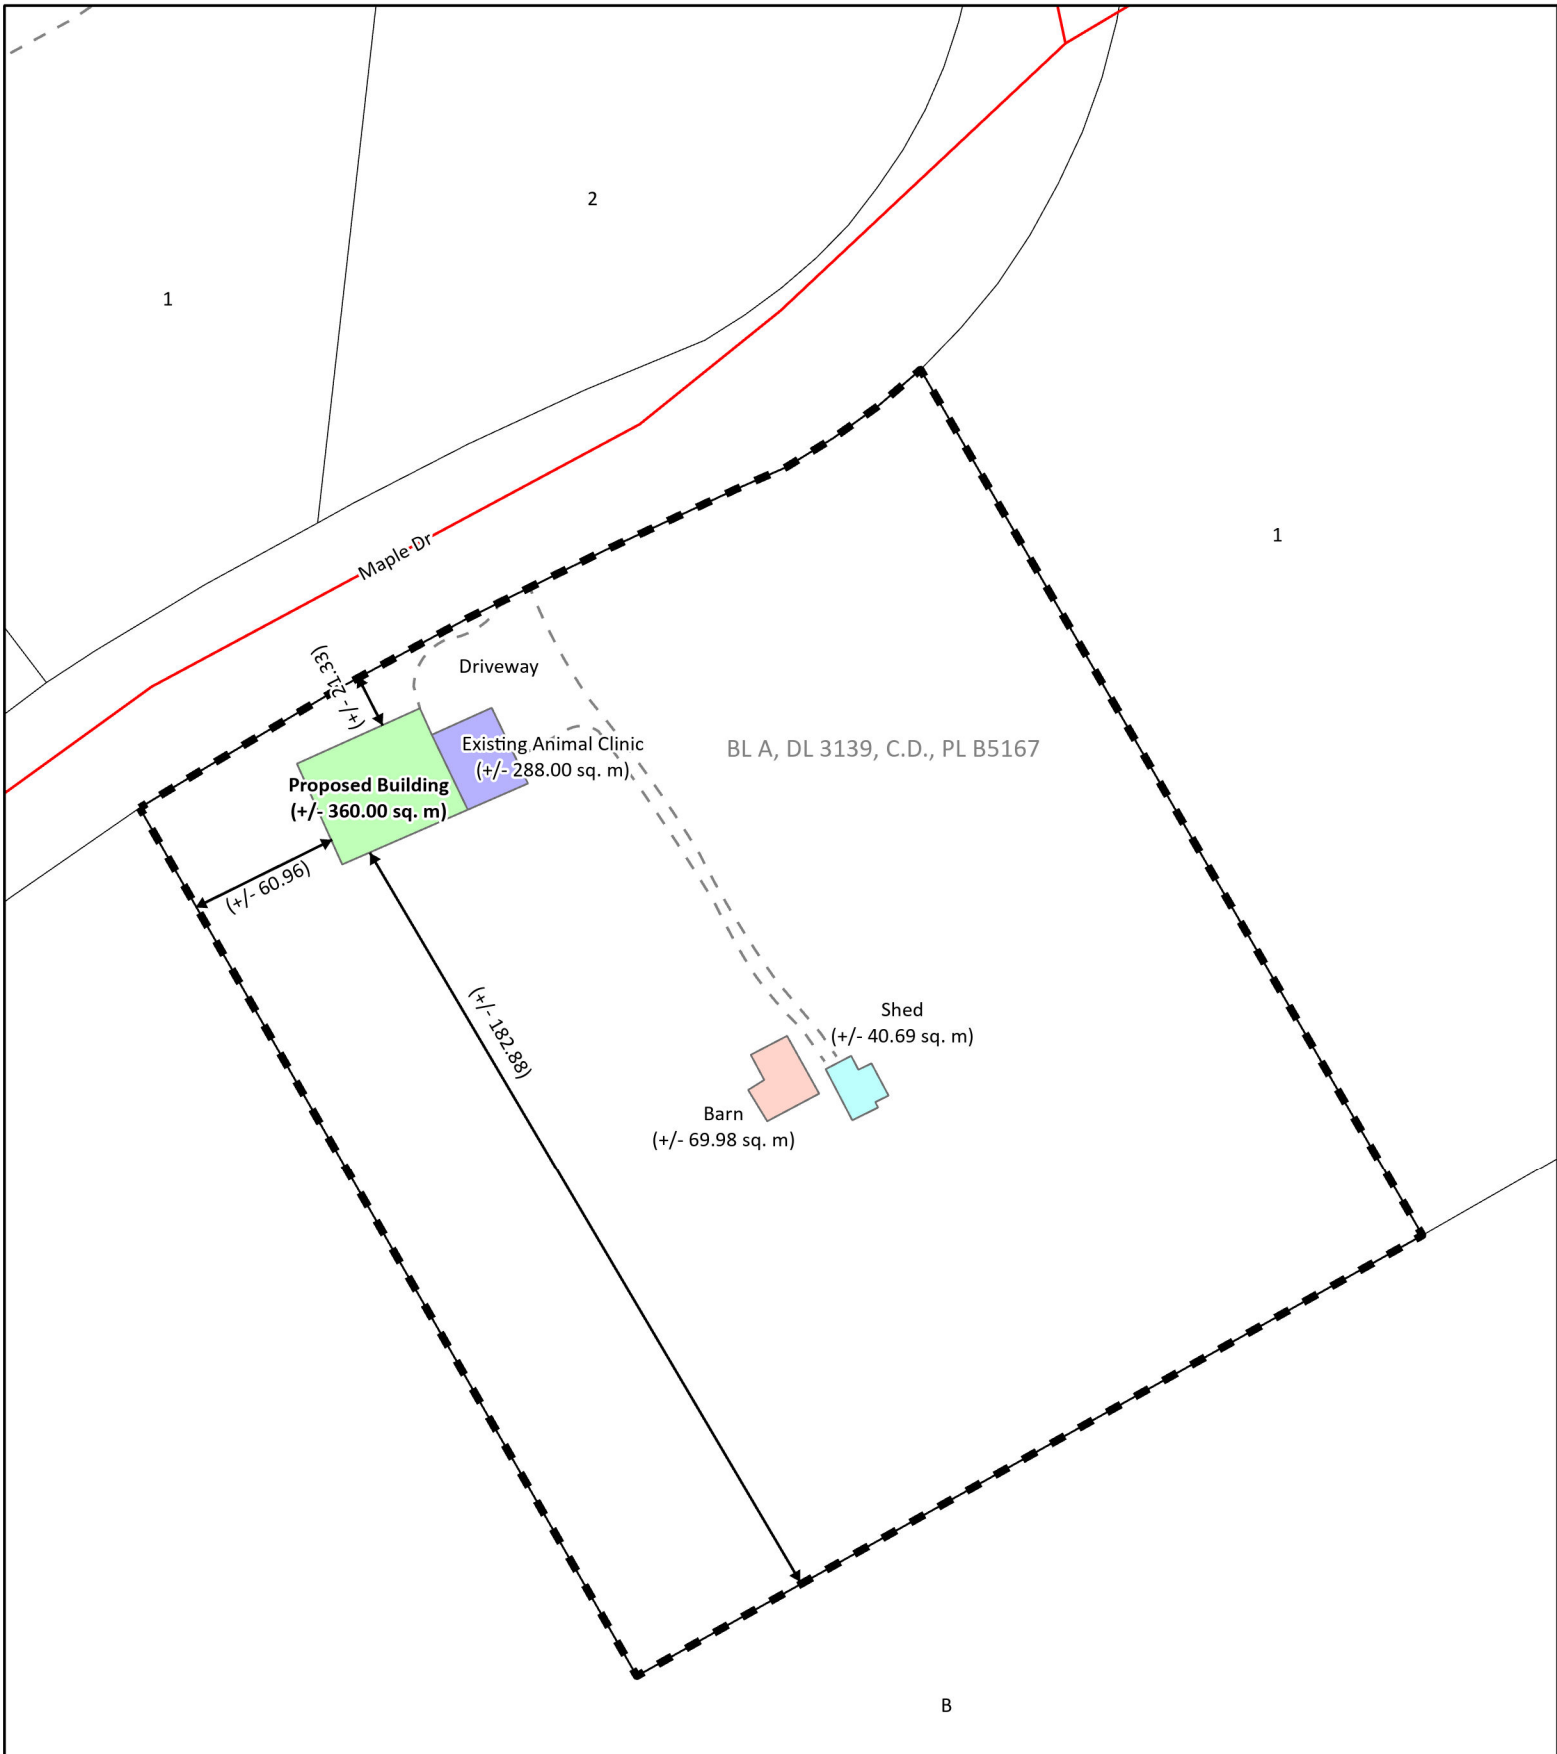 2
1
1
Maple Dr
(+/- 21.33)
Driveway
Existing Animal Clinic
(+/- 288.00 sq. m)
BL A, DL 3139, C.D., PL B5167
Proposed Building
(+/- 360.00 sq. m)
(+/- 60.96)
(+/- 182.88)
Shed
(+/- 40.69 sq. m)
Barn
(+/- 69.98 sq. m)
B